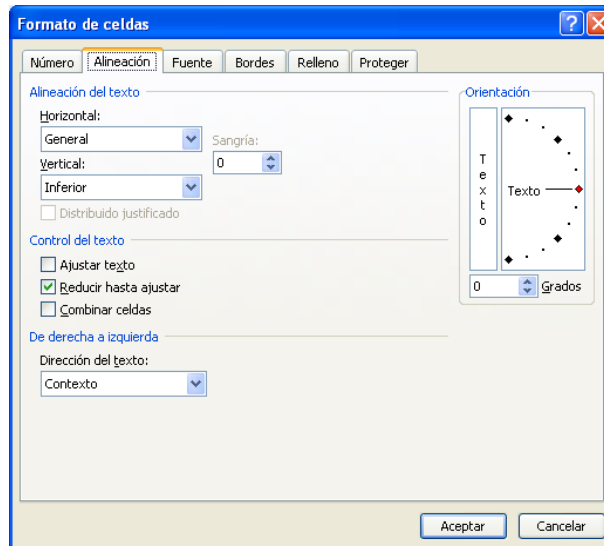 Formato de celdas
Número Alineación Fuente Bordes Relleno Proteger
Alineación del texto
Horizontal:
General
Sangría:
Vertical:
0
Inferior
Distribuido justificado
Control del texto
Ajustar texto
Reducir hasta ajustar
Combinar celdas
De derecha a izquierda
Dirección del texto:
Contexto
Orientación
Texto
Texto
0 Grados
Aceptar Cancelar